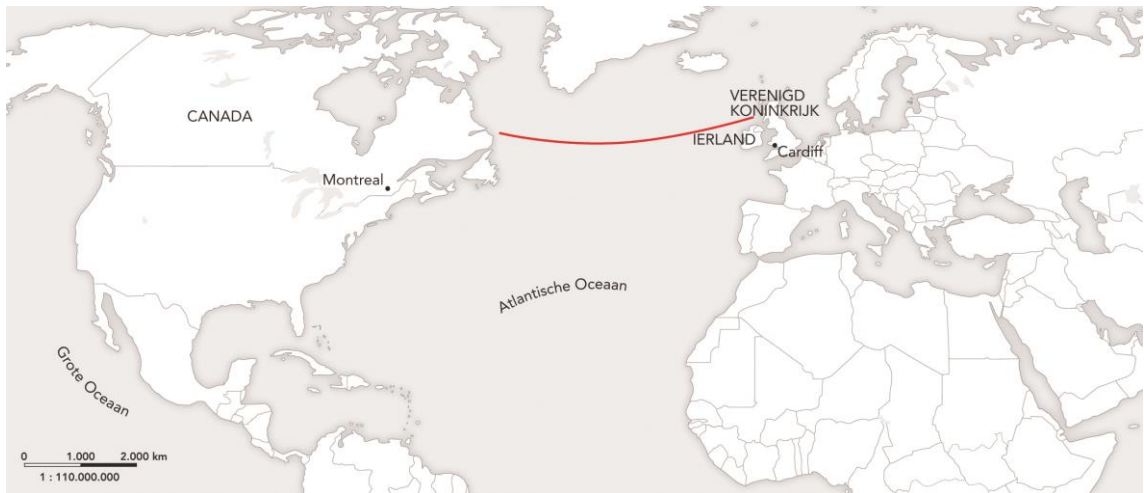 VERENIGD
KONINKRIJK
CANADA
IERLAND
Cardiff
Montreal
Atlantische Oceaan
Grote Oceaan
0 1.000 2.000 km
1 : 110.000.000